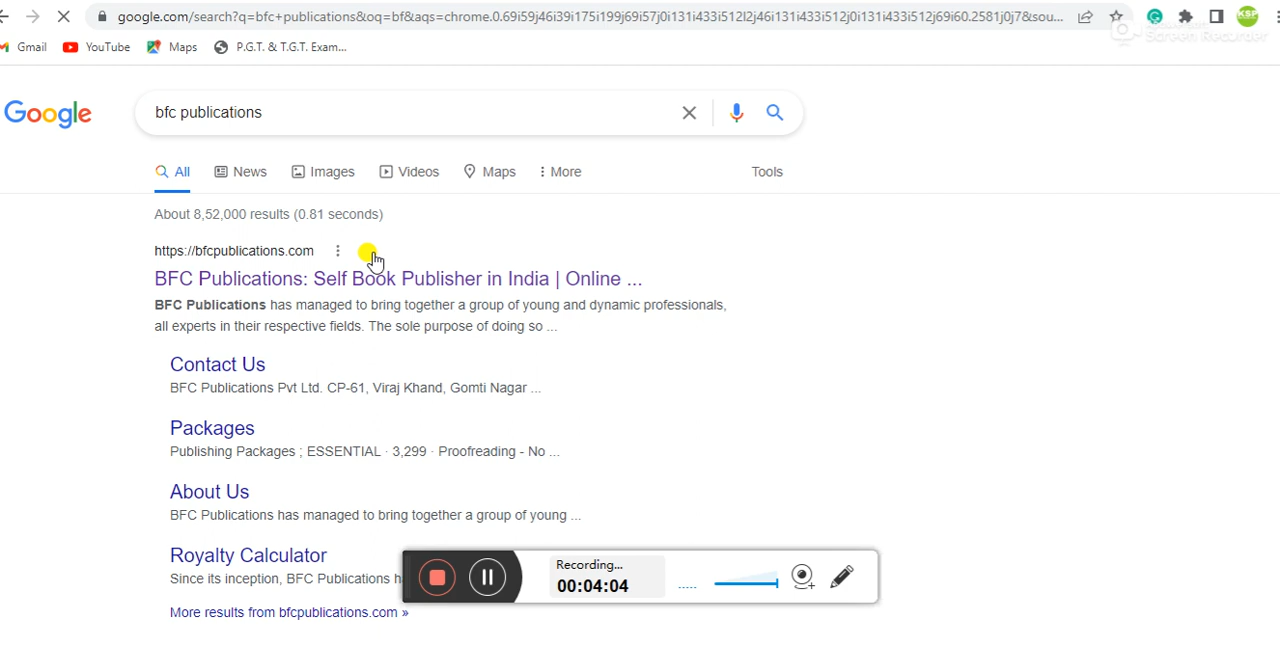 google.com/search?q=bfc+publications&oq=bf&aqs=chrome.0.69i59j46i39i175i199j69i57j0i131i433i512l2j46i131i433i512j0i131i433i512j69i60.2581j0j7&sou...
KSP
Gmail YouTube Maps P.G.T. & T.G.T. Exam...
Screen Recorder
Google bfc publications
All News Images Videos Maps More Tools
About 8,52,000 results (0.81 seconds)
https://bfcpublications.com
BFC Publications: Self Book Publisher in India | Online ...
BFC Publications has managed to bring together a group of young and dynamic professionals,
all experts in their respective fields. The sole purpose of doing so ...
Contact Us
BFC Publications Pvt Ltd. CP-61, Viraj Khand, Gomti Nagar ...
Packages
Publishing Packages ; ESSENTIAL · 3,299 · Proofreading - No ...
About Us
BFC Publications has managed to bring together a group of young ...
Royalty Calculator
Since its inception, BFC Publications
Recording...
00:04:04
More results from bfcpublications.com »